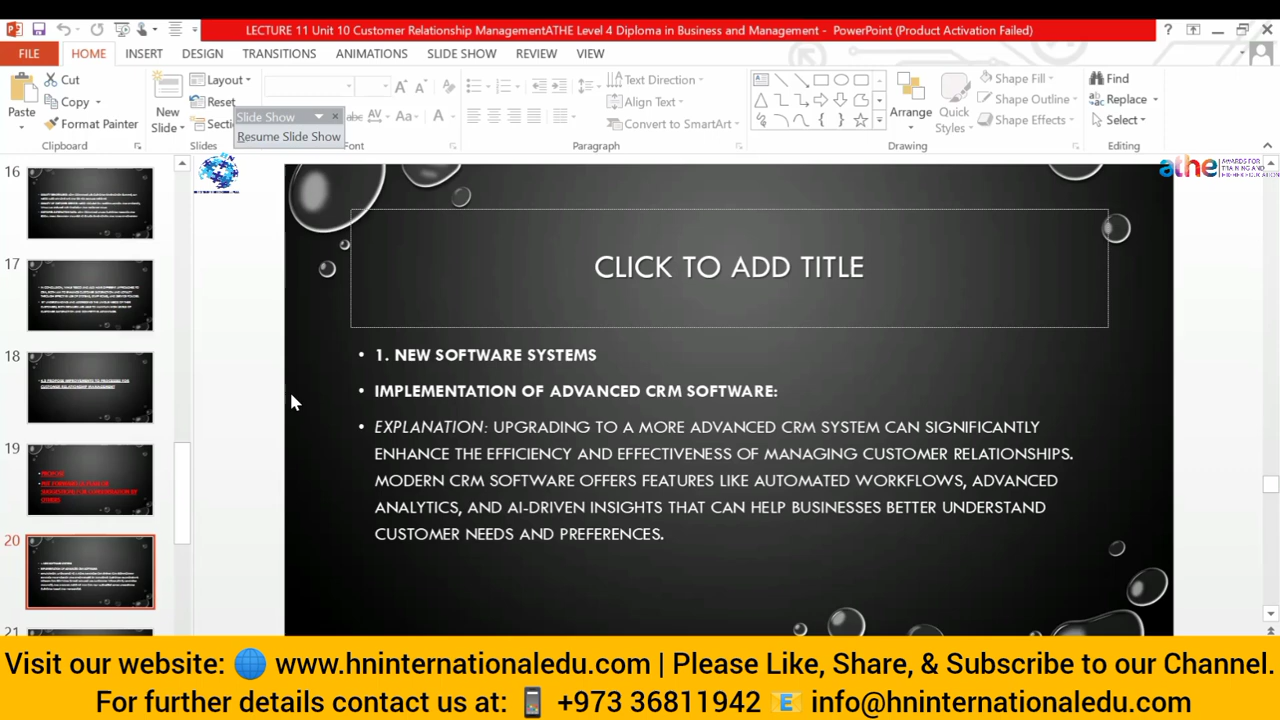 LECTURE 11 Unit 10 Customer Relationship ManagementATHE Level 4 Diploma in Business and Management - PowerPoint (Product Activation Failed)
FILE HOME INSERT DESIGN TRANSITIONS ANIMATIONS SLIDE SHOW REVIEW VIEW
Paste
Cut
Copy
Format Painter
Clipboard
New
Slide
Layout
Reset
Slides
Slide Show
Resume Slide Show
Font
Text Direction
Align Text
Convert to SmartArt
Paragraph
Arrange
Quick
Styles
Shape Fill
Shape Outline
Shape Effects
Drawing
Find
Replace
Select
Editing
athe AWARDS FOR
TRAINING AND
HIGHER EDUCATION
16
17
18
19
20
21
CLICK TO ADD TITLE
• 1. NEW SOFTWARE SYSTEMS
• IMPLEMENTATION OF ADVANCED CRM SOFTWARE:
• EXPLANATION: UPGRADING TO A MORE ADVANCED CRM SYSTEM CAN SIGNIFICANTLY
ENHANCE THE EFFICIENCY AND EFFECTIVENESS OF MANAGING CUSTOMER RELATIONSHIPS.
MODERN CRM SOFTWARE OFFERS FEATURES LIKE AUTOMATED WORKFLOWS, ADVANCED
ANALYTICS, AND AI-DRIVEN INSIGHTS THAT CAN HELP BUSINESSES BETTER UNDERSTAND
CUSTOMER NEEDS AND PREFERENCES.
Visit our website: 🌐 www.hninternationaledu.com | Please Like, Share, & Subscribe to our Channel.
For further details contact us at: 📱 +973 36811942 📧 info@hninternationaledu.com